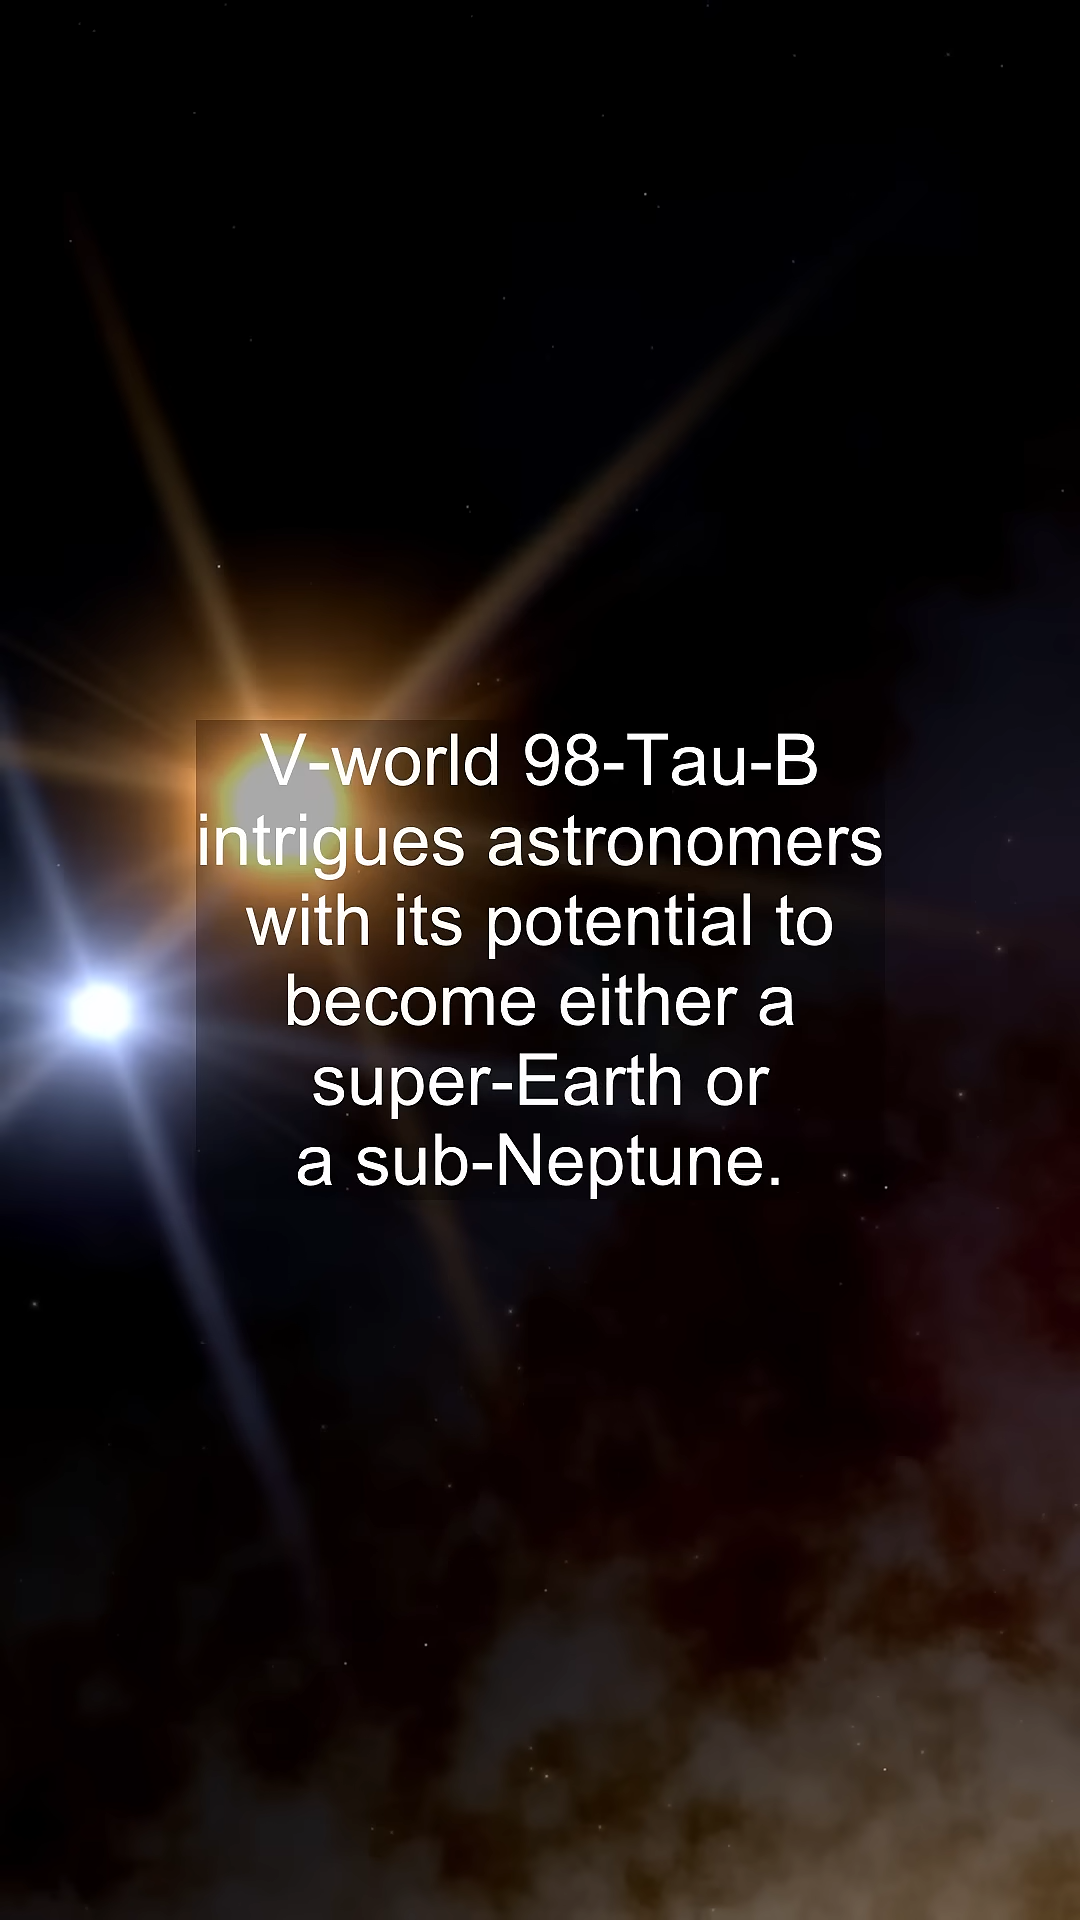 V-world 98-Tau-B
intrigues astronomers
with its potential to
become either a
super-Earth or
a sub-Neptune.